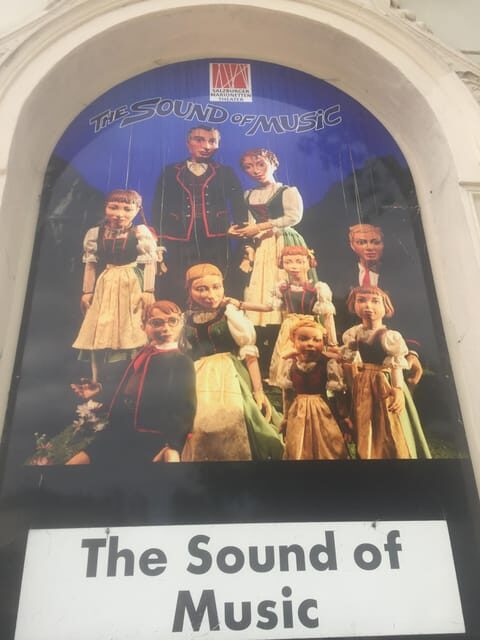 SALZBURGER
MARIONETTEN
THEATER
THE SOUND OF MUSIC
The Sound of
Music